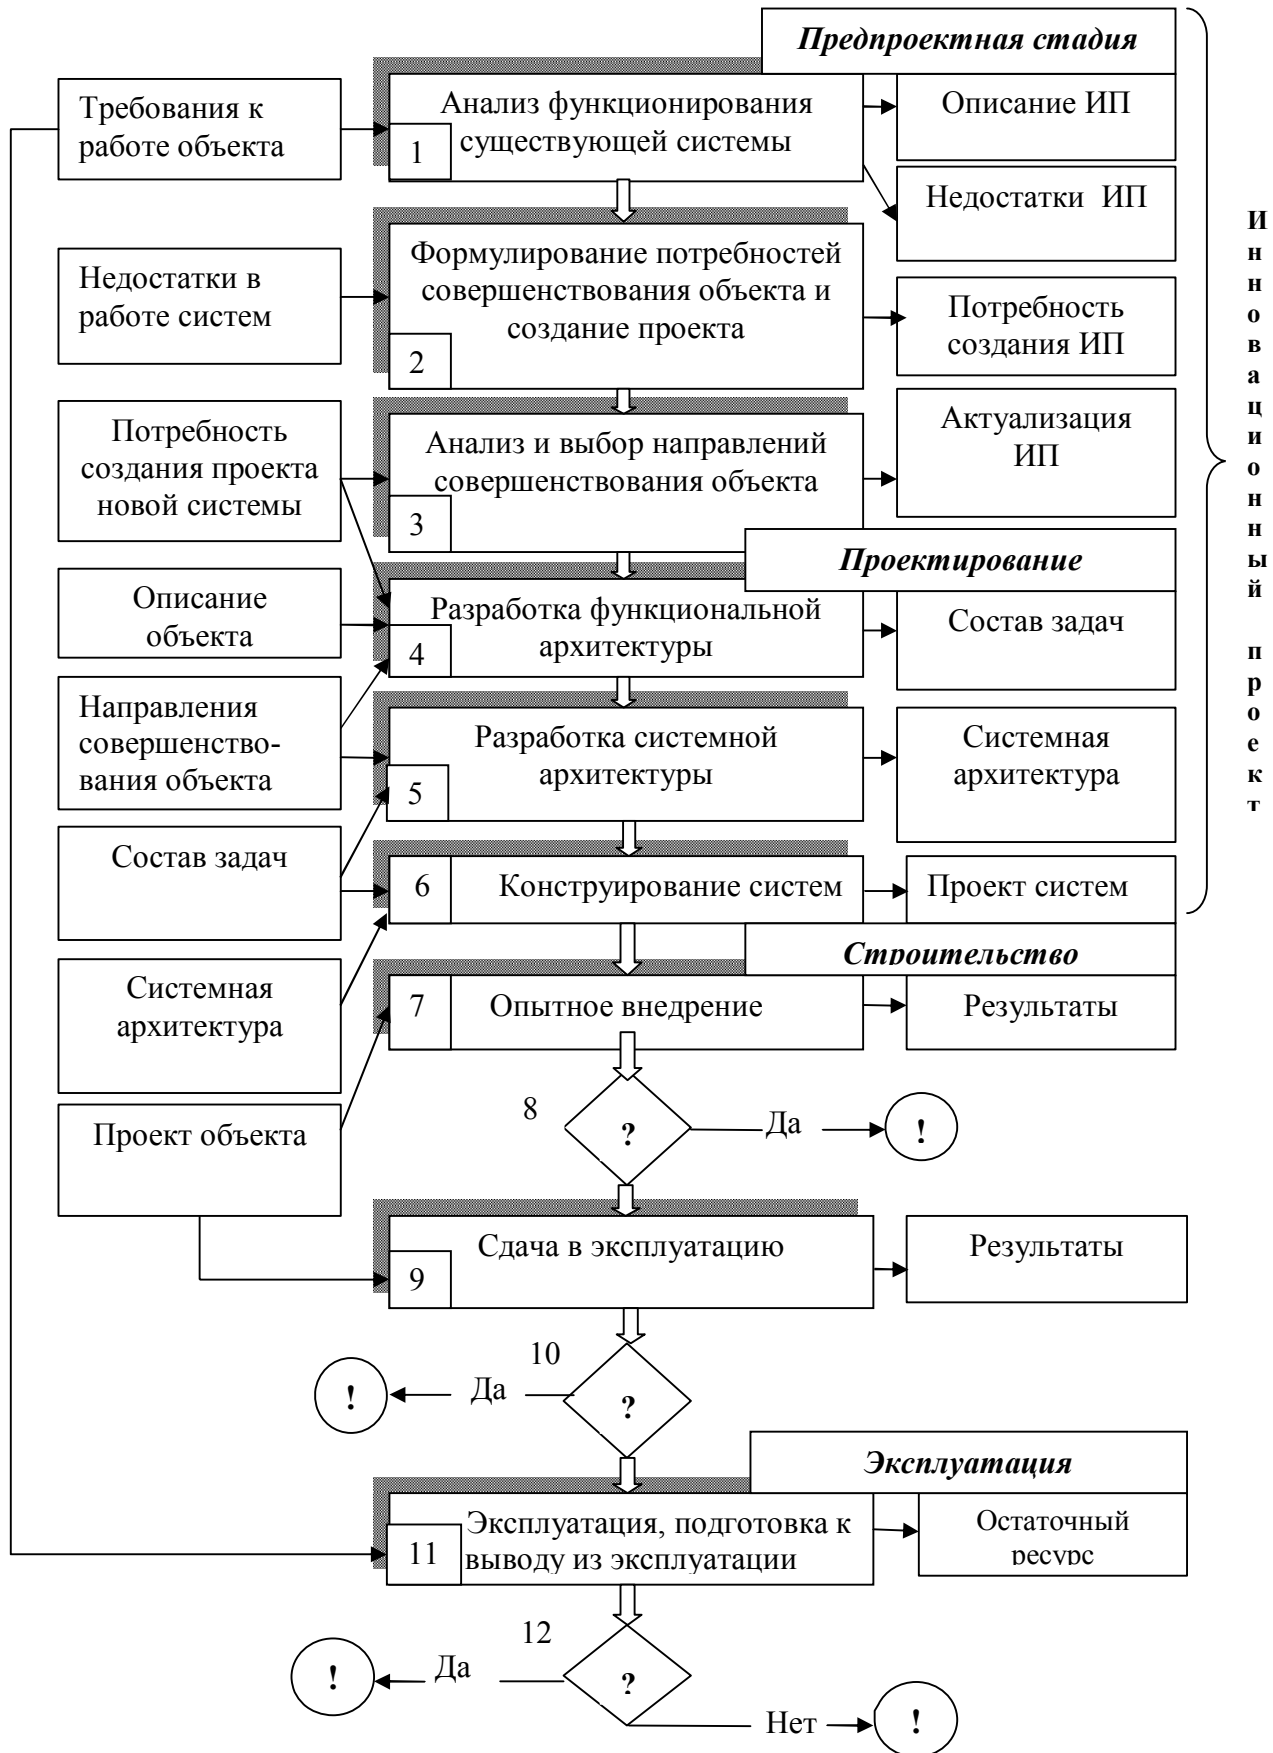 Предпроектная стадия
Требования к
работе объекта
Анализ функционирования
существующей системы
1
Описание ИП
Недостатки ИП
Недостатки в
работе систем
Формулирование потребностей
совершенствования объекта и
создание проекта
2
Потребность
создания ИП
Потребность
создания проекта
новой системы
Анализ и выбор направлений
совершенствования объекта
3
Актуализация
ИП
Проектирование
Описание
объекта
Разработка функциональной
архитектуры
4
Состав задач
Направления
совершенство-
вания объекта
Разработка системной
архитектуры
5
Системная
архитектура
Состав задач
6
Конструирование систем
Проект систем
Инновационный проект
Строительство
Системная
архитектура
7
Опытное внедрение
Результаты
Проект объекта
8
?
Да
!
Сдача в эксплуатацию
9
Результаты
10
?
Да
!
Эксплуатация
Эксплуатация, подготовка к
выводу из эксплуатации
11
Остаточный
ресурс
12
?
Да
!
Нет
!